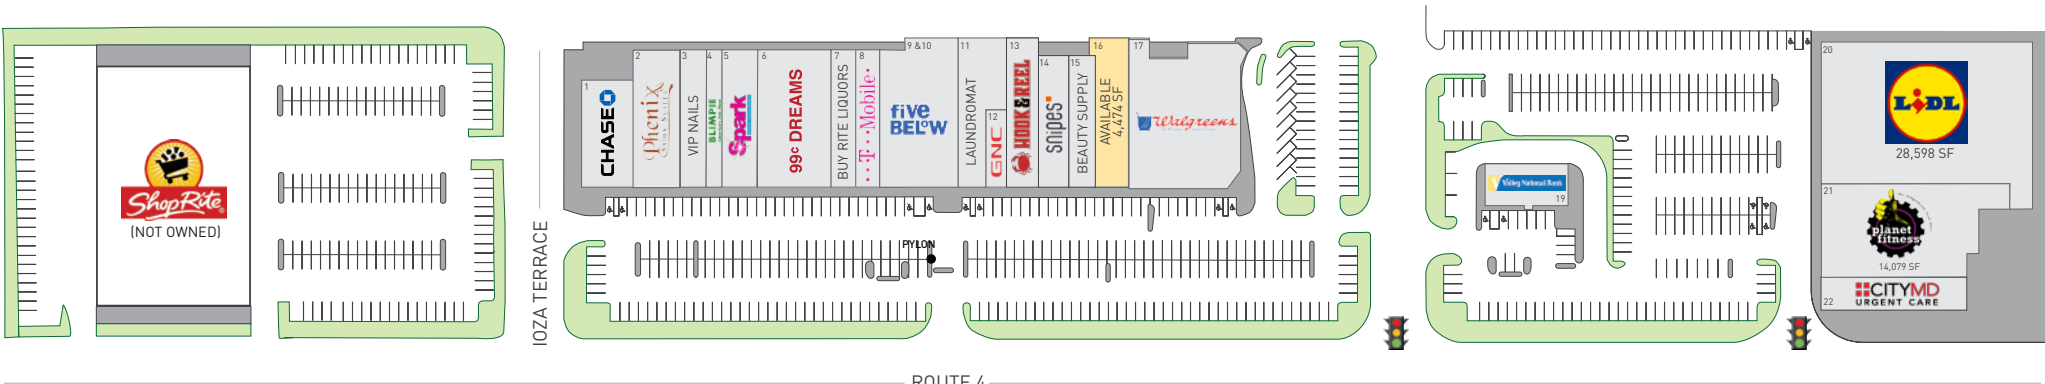 ShopRite
(NOT OWNED)
IOZA TERRACE
1
CHASE
2
Phenix
3
VIP NAILS
4
BLIMPIE
5
Spark
6
99¢ DREAMS
7
BUY RITE LIQUORS
8
T Mobile
9 &10
five
BELOW
11
LAUNDROMAT
12
GNC
13
HOOK & REEL
14
snipes
15
BEAUTY SUPPLY
16
AVAILABLE
4,474 SF
17
Walgreens
PYLON
Valley National Bank
19
20
LIDL
28,598 SF
21
planet
fitness
14,079 SF
22
CITYMD
URGENT CARE
ROUTE 4